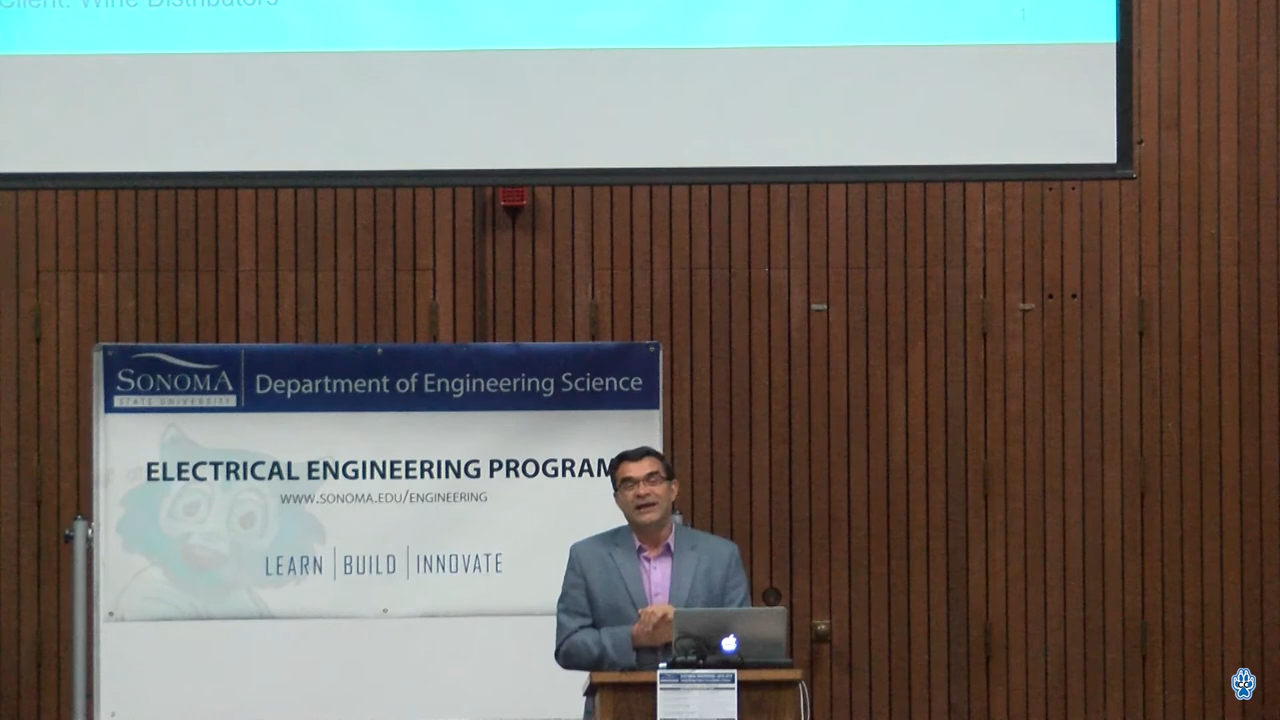 Client: Wine Distributors
SONOMA
STATE UNIVERSITY
Department of Engineering Science
ELECTRICAL ENGINEERING PROGRAM
WWW.SONOMA.EDU/ENGINEERING
LEARN | BUILD | INNOVATE